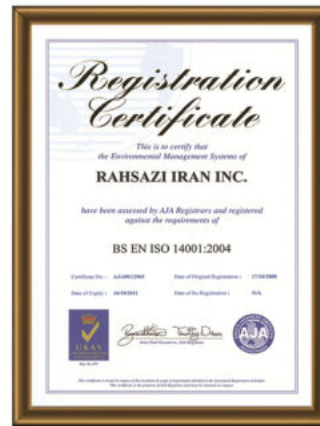 Registration
Certificate
This is to certify that
the Environmental Management Systems of
RAHSAZI IRAN INC.
have been assessed by AJA Registrars and registered
against the requirements of
BS EN ISO 14001:2004
Certificate No. : Date of Original Registration :
Date of Expiry : Date of Re-Registration : N/A
UKAS
AJA